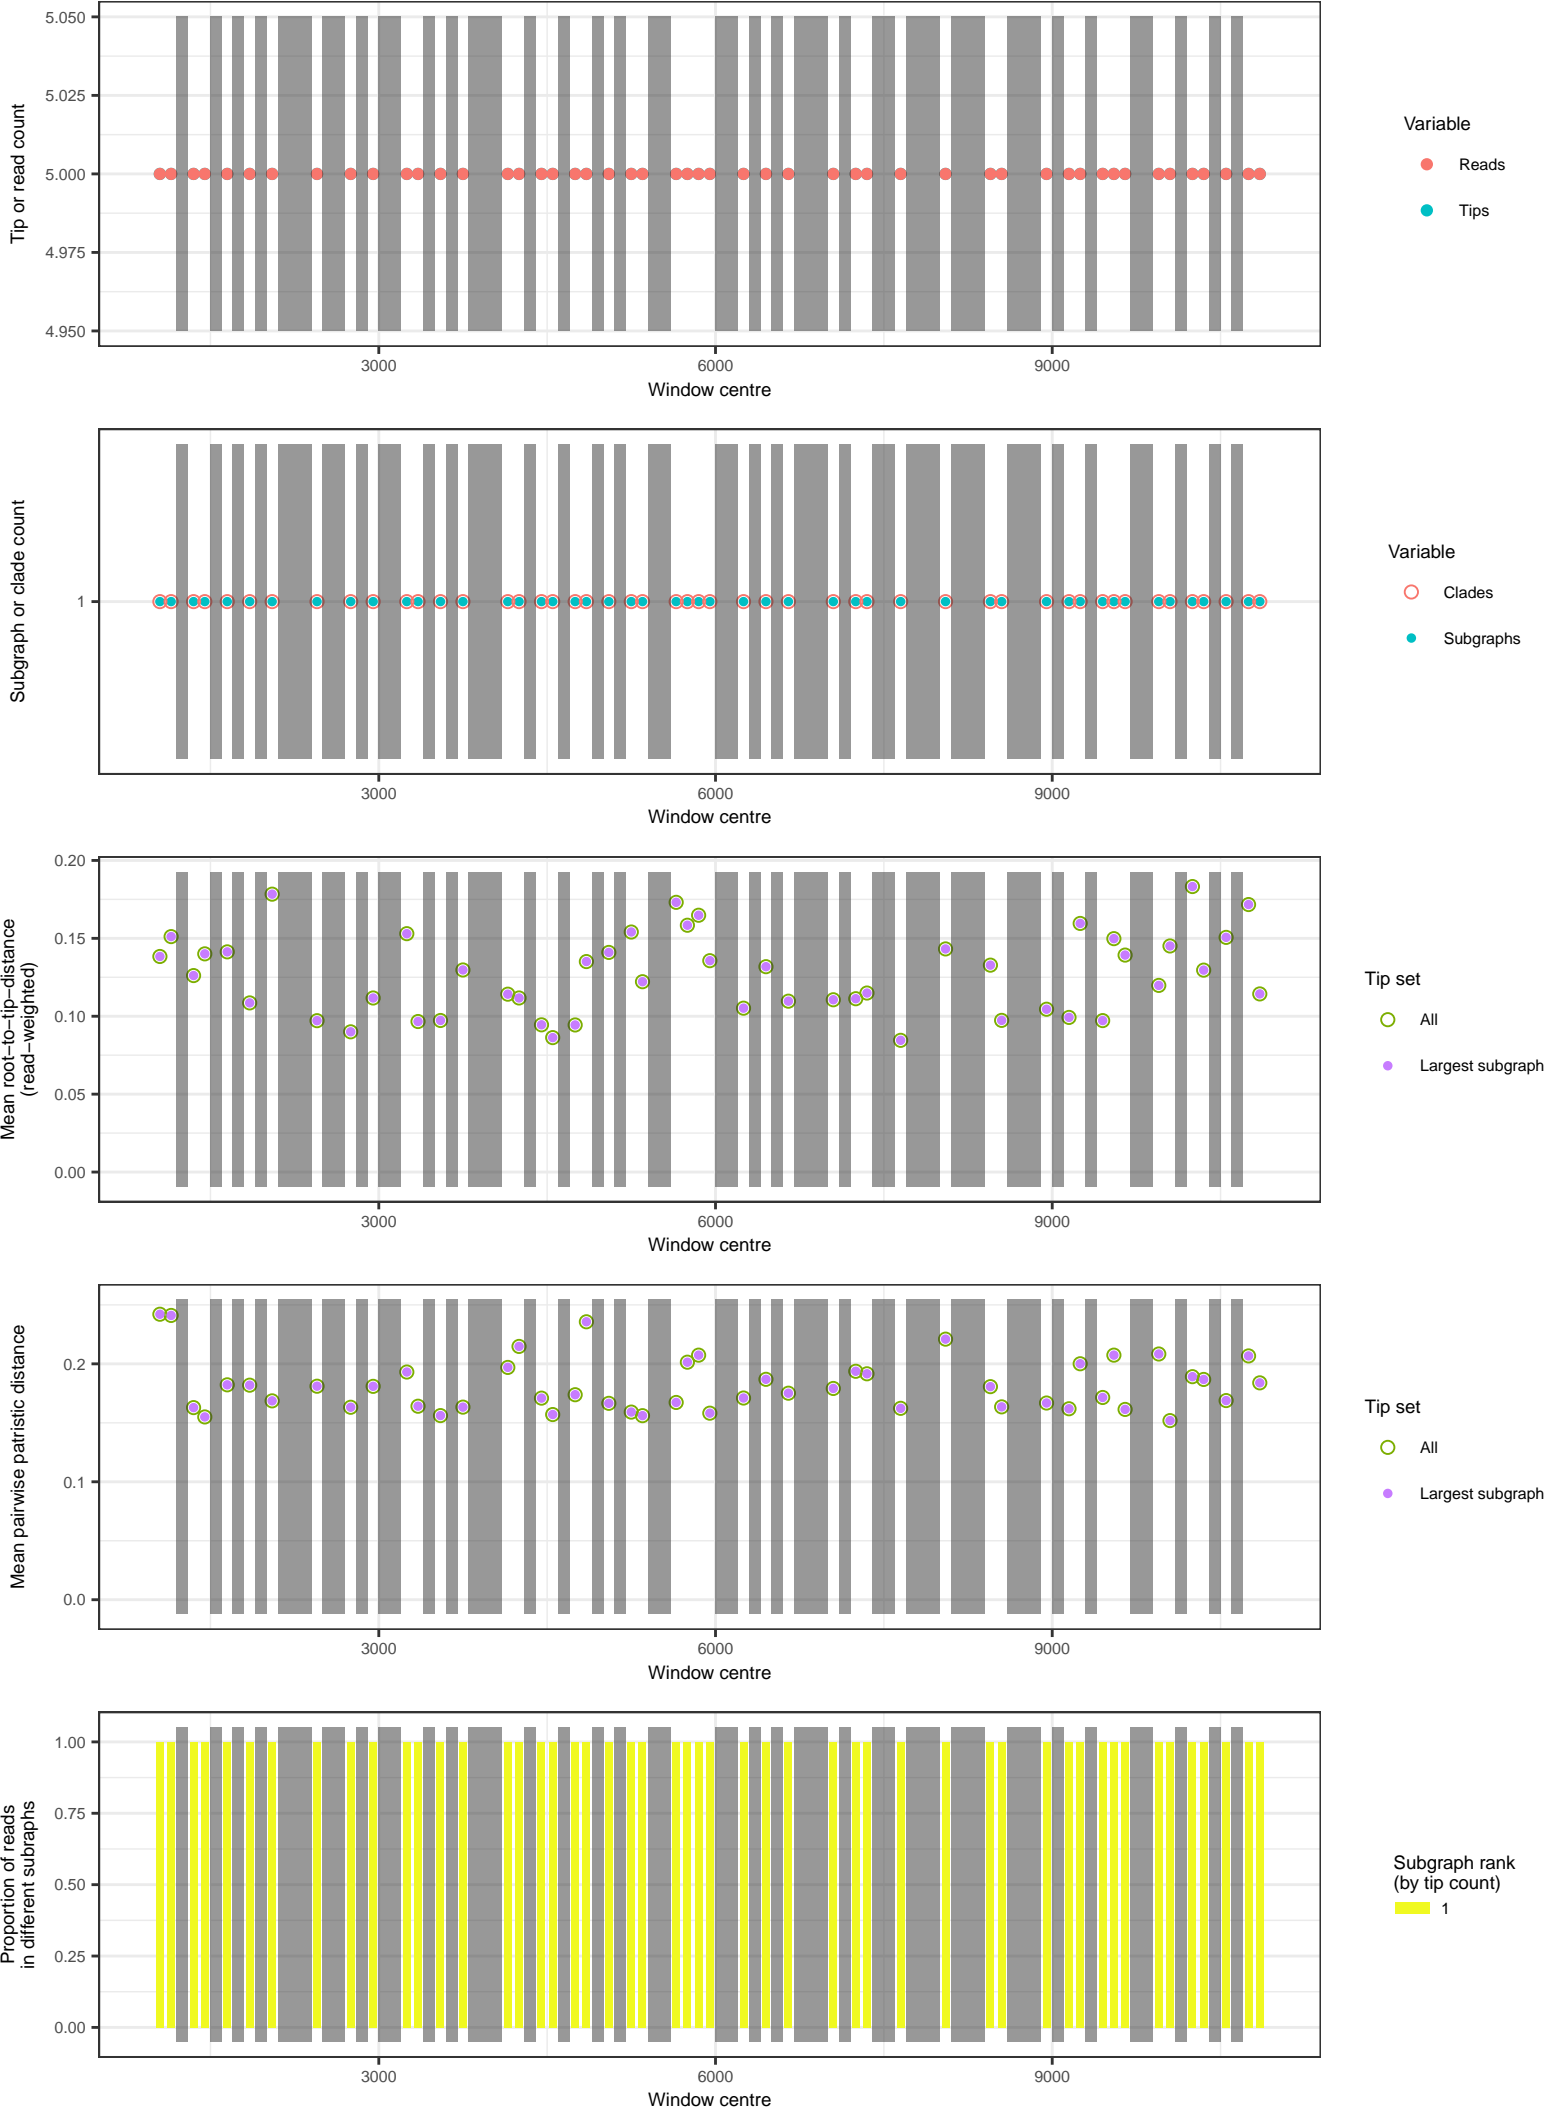 5.050
5.025
5.000
4.975
4.950
Tip or read count
3000
6000
9000
Window centre
Variable
Reads
Tips
1
Subgraph or clade count
3000
6000
9000
Window centre
Variable
Clades
Subgraphs
0.20
0.15
0.10
0.05
0.00
Mean root−to−tip−distance
(read−weighted)
3000
6000
9000
Window centre
Tip set
All
Largest subgraph
0.2
0.1
0.0
Mean pairwise patristic distance
3000
6000
9000
Window centre
Tip set
All
Largest subgraph
1.00
0.75
0.50
0.25
0.00
Proportion of reads
in different subraphs
3000
6000
9000
Window centre
Subgraph rank
(by tip count)
1